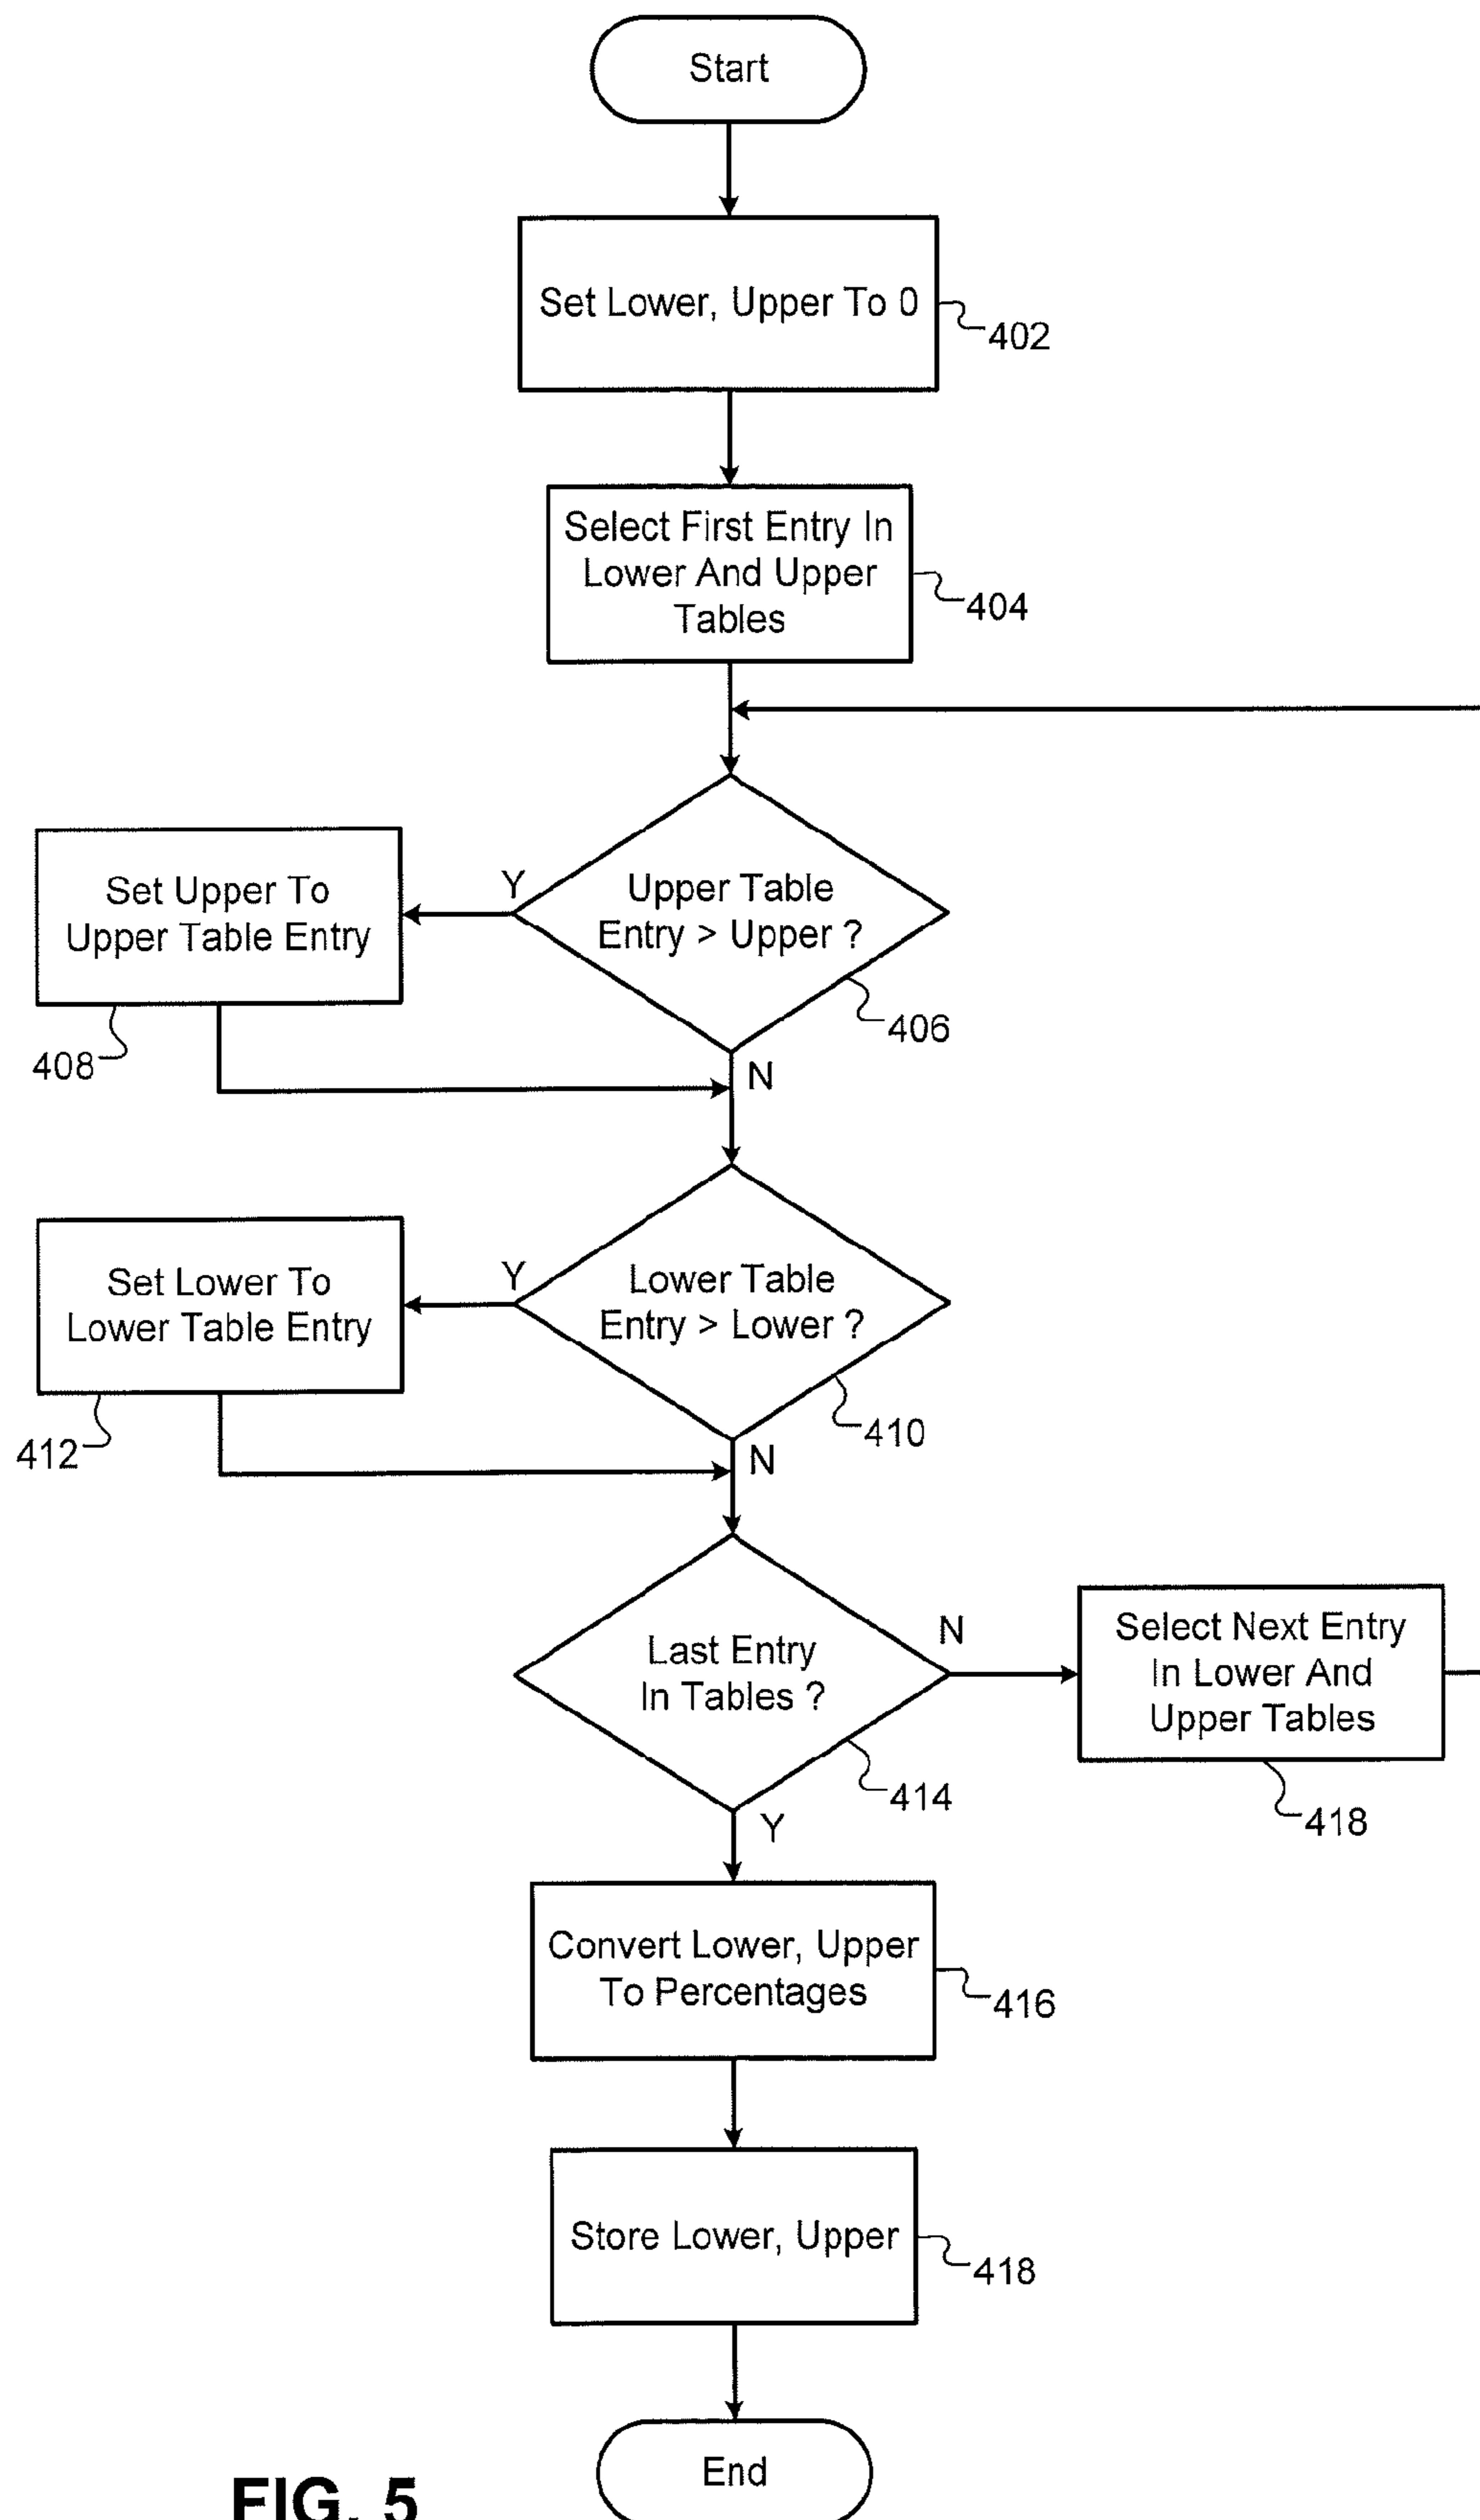 Start
Set Lower, Upper To 0
402
Select First Entry In
Lower And Upper
Tables
404
Upper Table
Entry > Upper ?
406
Y
N
Set Upper To
Upper Table Entry
408
Lower Table
Entry > Lower ?
410
Y
N
Set Lower To
Lower Table Entry
412
Last Entry
In Tables ?
414
N
Y
Select Next Entry
In Lower And
Upper Tables
418
Convert Lower, Upper
To Percentages
416
Store Lower, Upper
418
End
FIG. 5